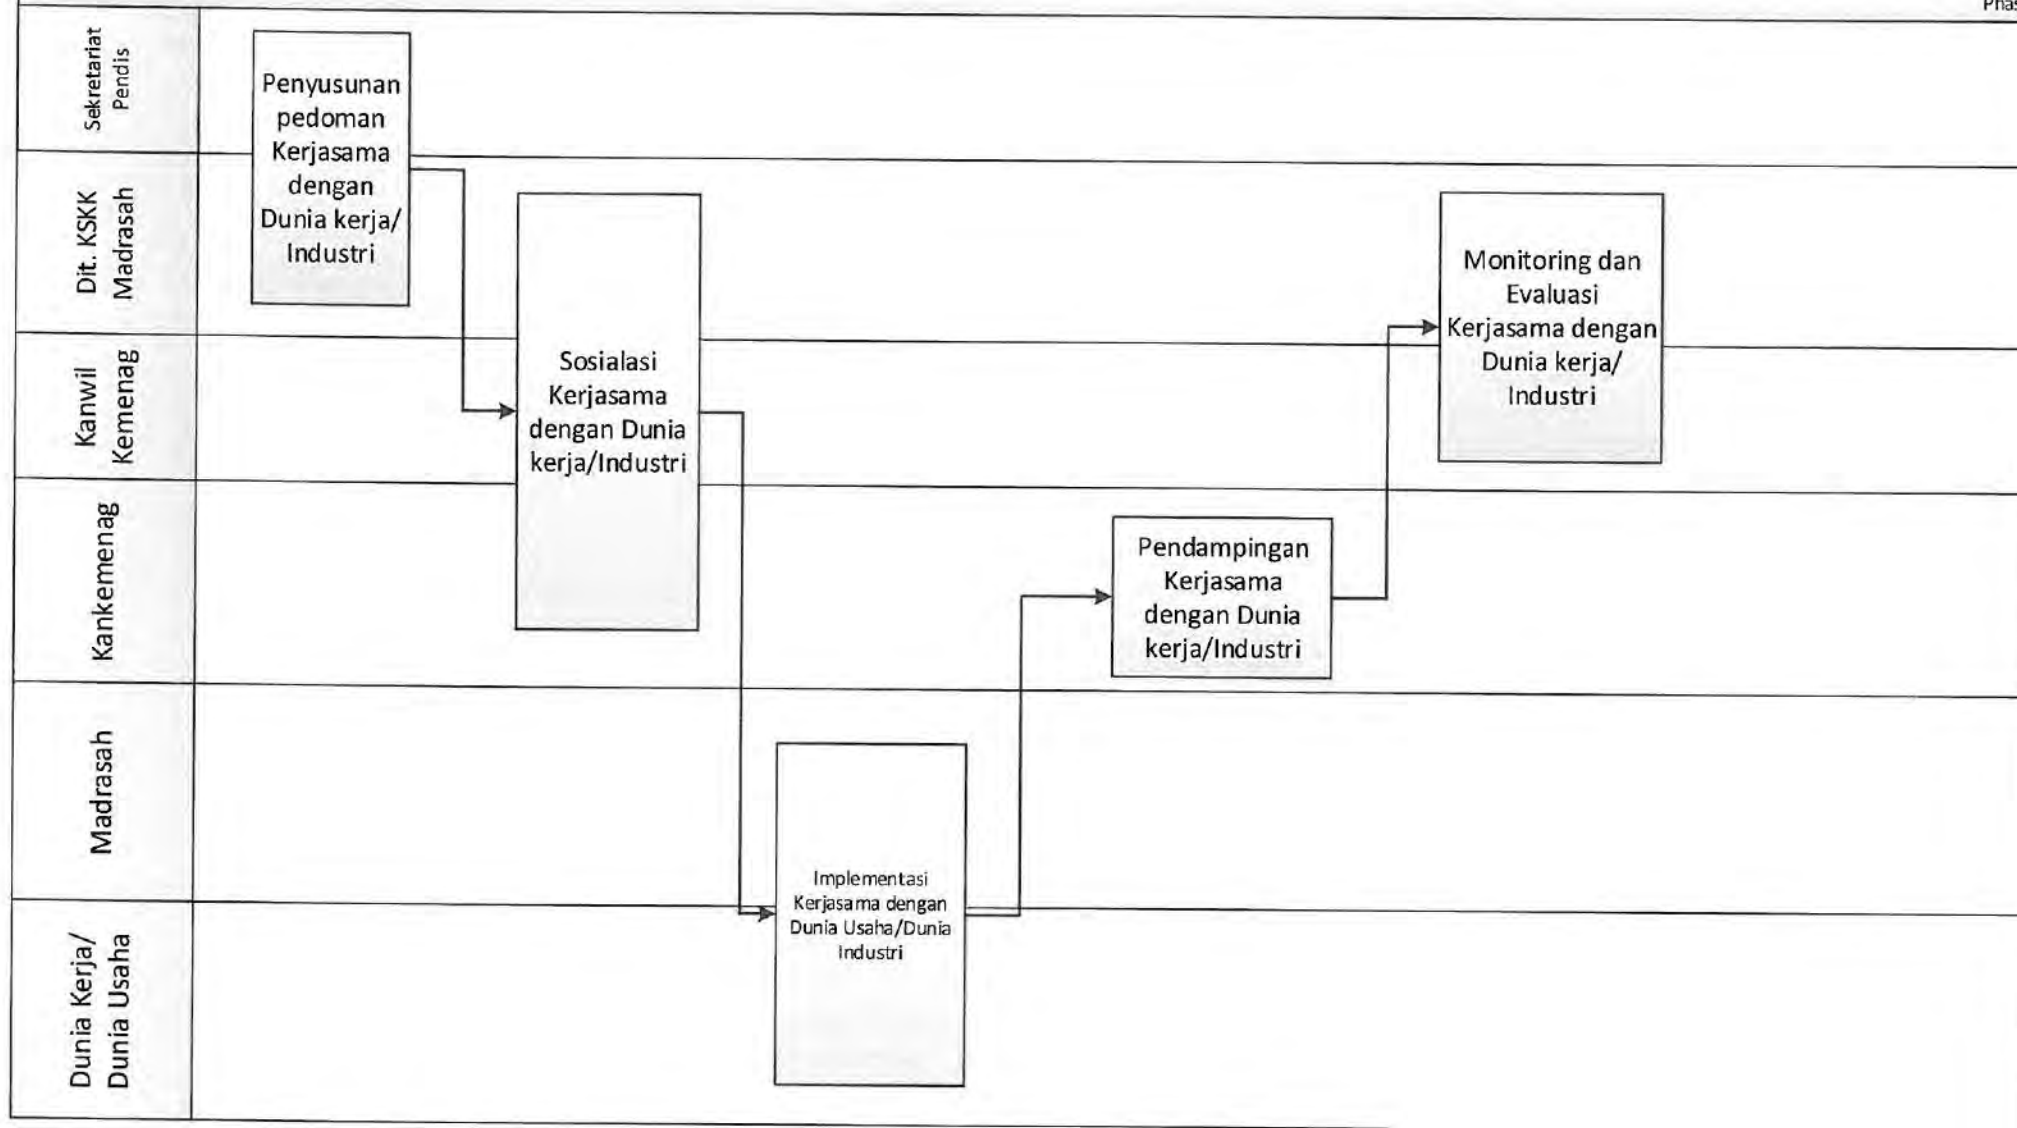 Phas
Sekretariat
Pendis
Penyusunan
pedoman
Kerjasama
dengan
Dunia kerja/
Industri
Dit. KSKK
Madrasah
Monitoring dan
Evaluasi
Kerjasama dengan
Dunia kerja/
Industri
Kanwil
Kemenag
Sosialasi
Kerjasama
dengan Dunia
kerja/Industri
Kankemenag
Pendampingan
Kerjasama
dengan Dunia
kerja/Industri
Madrasah
Implementasi
Kerjasama dengan
Dunia Usaha/Dunia
Industri
Dunia Kerja/
Dunia Usaha